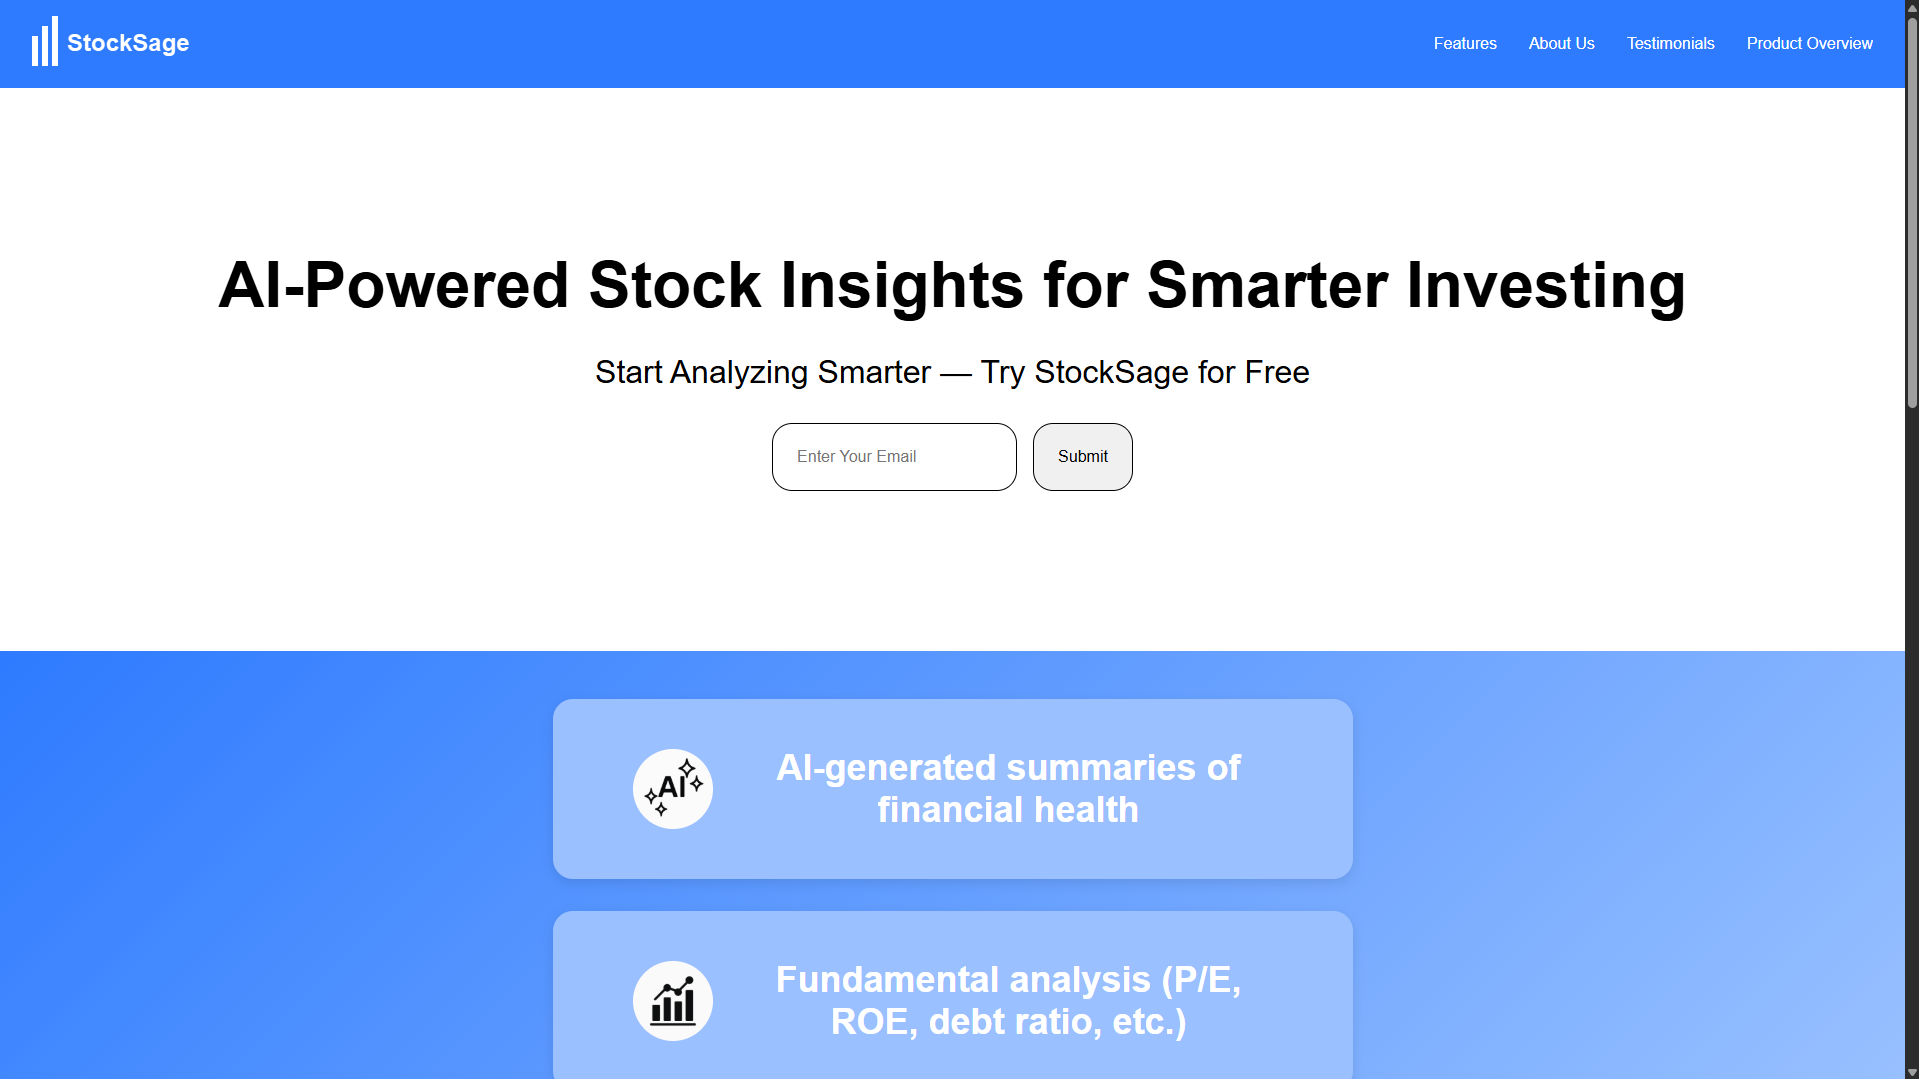 StockSage
Features
About Us
Testimonials
Product Overview
AI-Powered Stock Insights for Smarter Investing
Start Analyzing Smarter — Try StockSage for Free
Enter Your Email
Submit
AI
AI-generated summaries of
financial health
Fundamental analysis (P/E,
ROE, debt ratio, etc.)